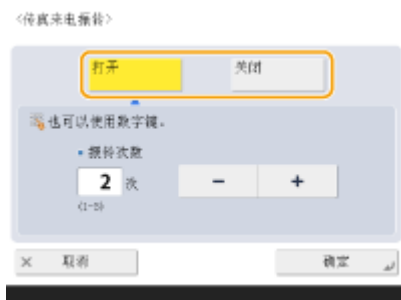 <传真来电振铃>
打开 关闭
也可以使用数字键。
振铃次数
2 次 − +
(1-99)
× 取消 确定